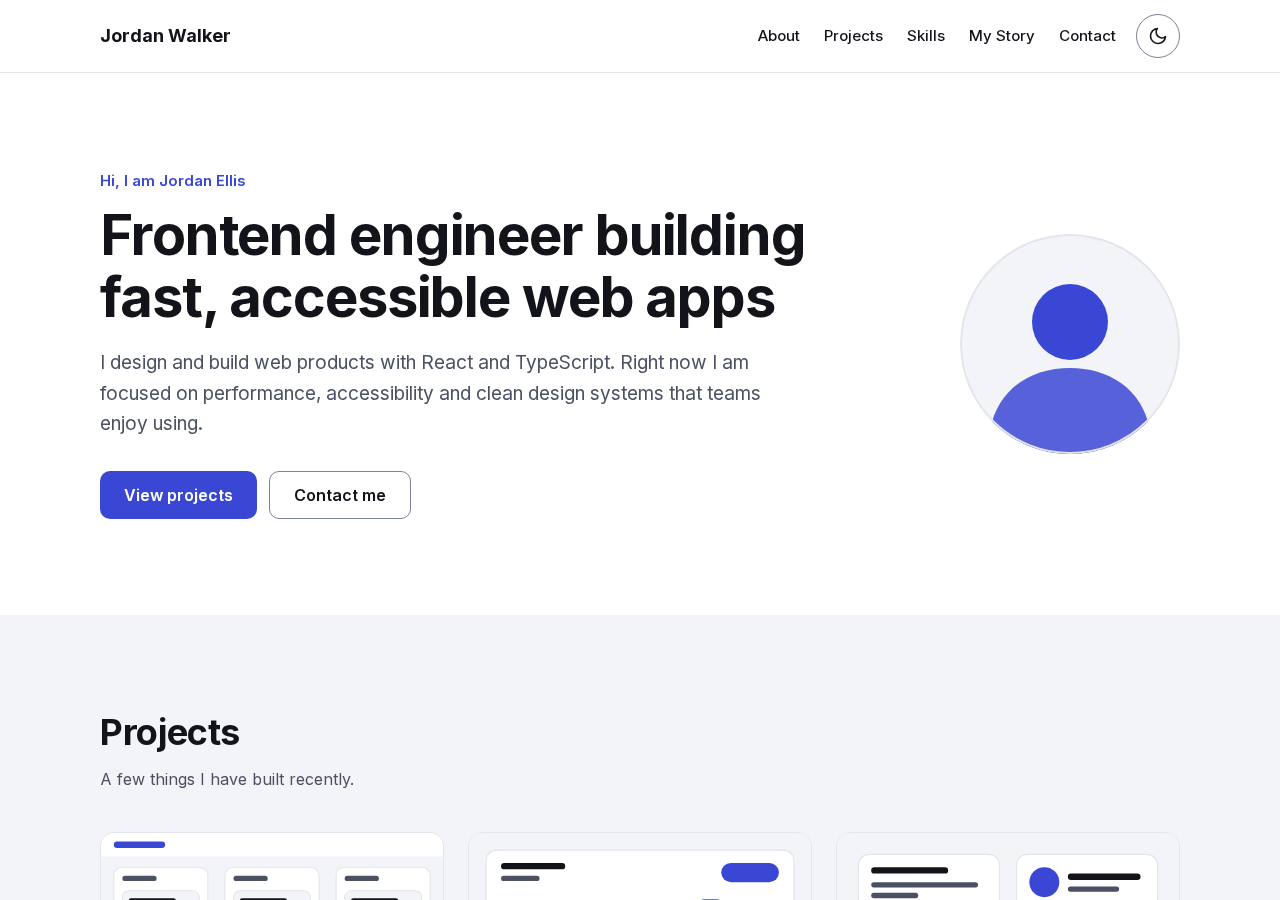 Jordan Walker
About Projects Skills My Story Contact
Hi, I am Jordan Ellis
Frontend engineer building
fast, accessible web apps
I design and build web products with React and TypeScript. Right now I am
focused on performance, accessibility and clean design systems that teams
enjoy using.
View projects Contact me
Projects
A few things I have built recently.